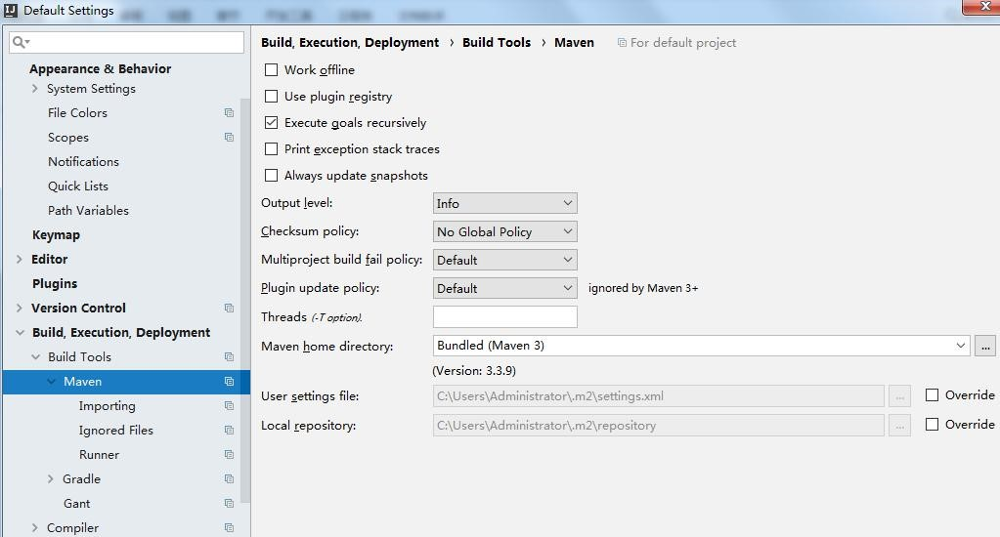 Default Settings
Appearance & Behavior
System Settings
File Colors
Scopes
Notifications
Quick Lists
Path Variables
Keymap
Editor
Plugins
Version Control
Build, Execution, Deployment
Build Tools
Maven
Importing
Ignored Files
Runner
Gradle
Gant
Compiler
Build, Execution, Deployment › Build Tools › Maven For default project
Work offline
Use plugin registry
Execute goals recursively
Print exception stack traces
Always update snapshots
Output level: Info
Checksum policy: No Global Policy
Multiproject build fail policy: Default
Plugin update policy: Default ignored by Maven 3+
Threads (-T option).
Maven home directory: Bundled (Maven 3) ...
(Version: 3.3.9)
User settings file: C:\Users\Administrator\.m2\settings.xml ... Override
Local repository: C:\Users\Administrator\.m2\repository ... Override